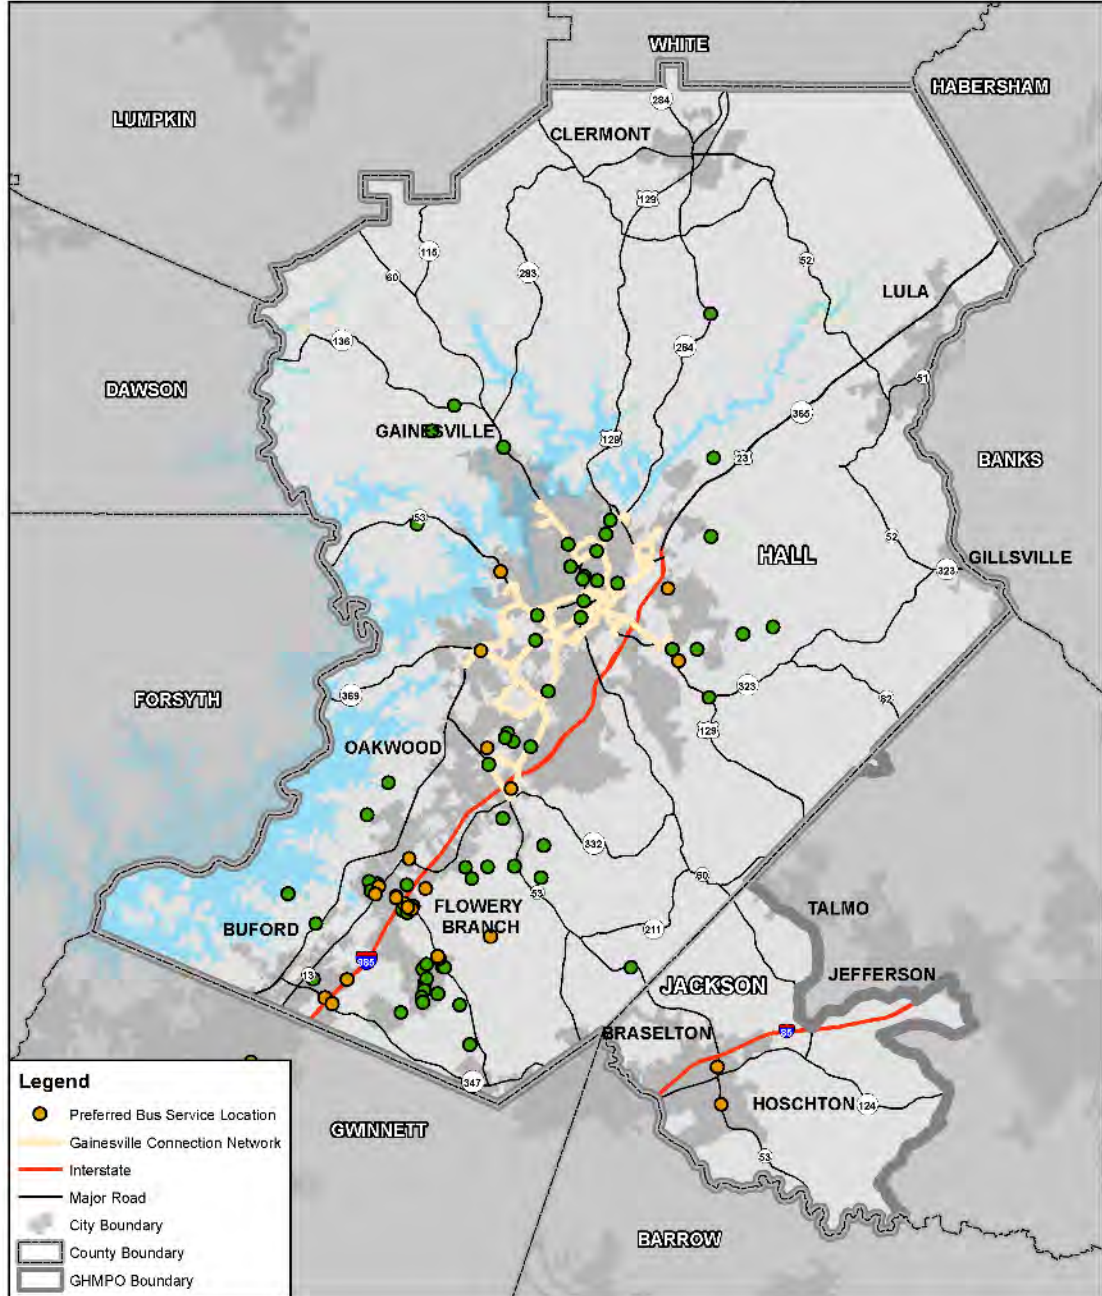 WHITE
HABERSHAM
284
LUMPKIN
CLERMONT
129
115
60
283
52
LULA
136
284
51
DAWSON
365
GAINESVILLE
129
23
BANKS
53
52
HALL
GILLSVILLE
323
FORSYTH
369
323
82
129
OAKWOOD
332
60
53
FLOWERY
BRANCH
TALMO
BUFORD
211
985
13
JEFFERSON
JACKSON
BRASELTON
85
347
HOSCHTON
124
GWINNETT
53
BARROW
Legend
Preferred Bus Service Location
Gainesville Connection Network
Interstate
Major Road
City Boundary
County Boundary
GHMPO Boundary